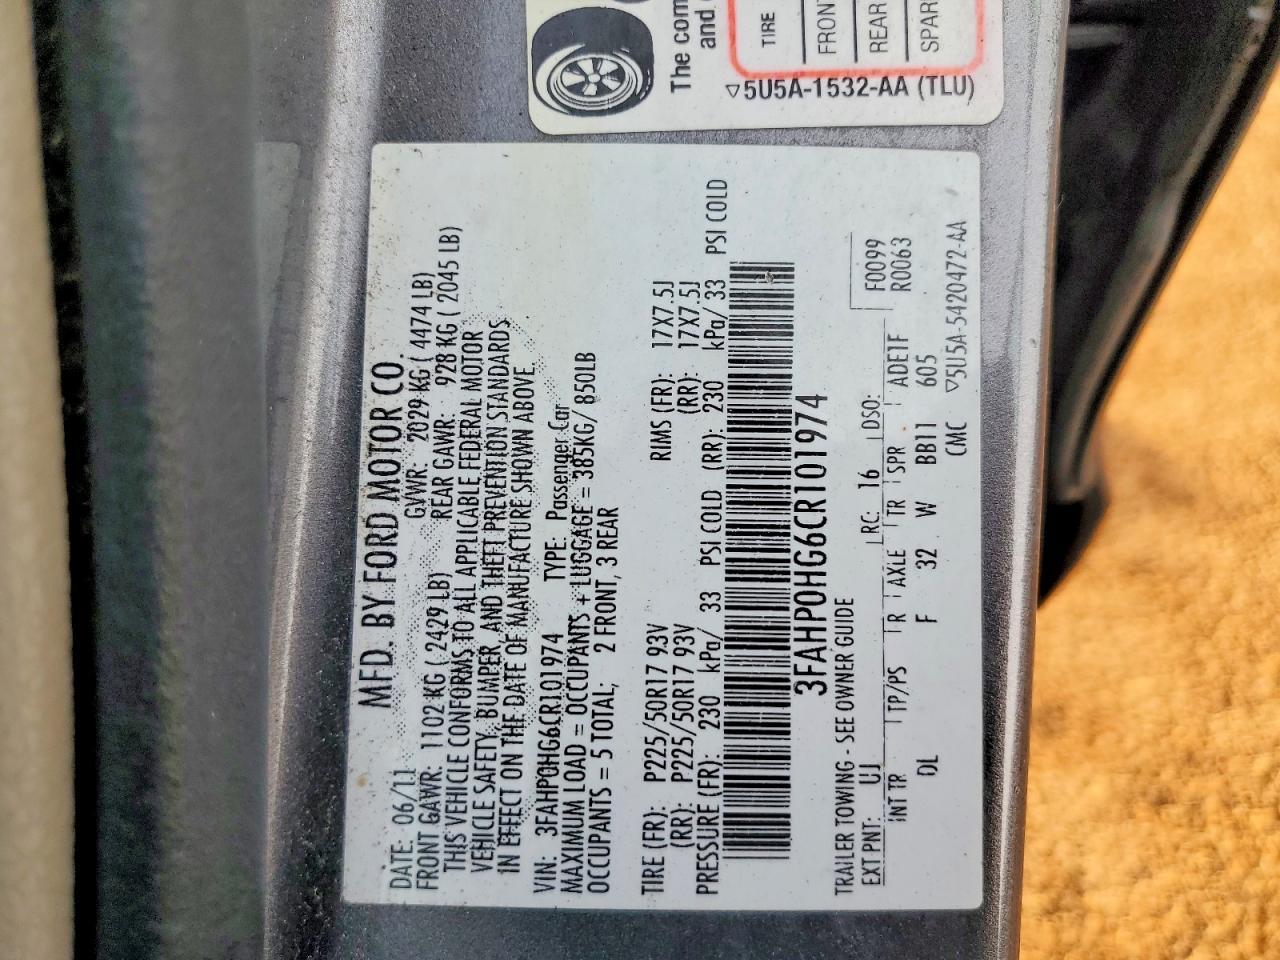 MFD. BY FORD MOTOR CO.
DATE: 06/11 GVWR: 2029 KG ( 4474 LB)
FRONT GAWR: 1102 KG ( 2429 LB) REAR GAWR: 928 KG ( 2045 LB)
THIS VEHICLE CONFORMS TO ALL APPLICABLE FEDERAL MOTOR
VEHICLE SAFETY, BUMPER, AND THEFT PREVENTION STANDARDS
IN EFFECT ON THE DATE OF MANUFACTURE SHOWN ABOVE.
VIN: 3FAHP0HG6CR101974 TYPE: Passenger Car
MAXIMUM LOAD = OCCUPANTS + LUGGAGE = 385KG/ 850LB
OCCUPANTS = 5 TOTAL; 2 FRONT, 3 REAR
TIRE (FR): P225/50R17 93V RIMS (FR): 17X7.5J
(RR): P225/50R17 93V (RR): 17X7.5J
PRESSURE (FR): 230 kPa/ 33 PSI COLD (RR): 230 kPa/ 33 PSI COLD
3FAHP0HG6CR101974
TRAILER TOWING - SEE OWNER GUIDE
F0099
R0063
EXT PNT: UJ RC: 16 DSO:
INT TR TP/PS R AXLE TR SPR ADE1F
DL F 32 W BB11 605
CMC ▽5U5A-5420472-AA
The com
and
TIRE
FRON
REAR
SPAR
▽5U5A-1532-AA (TLU)